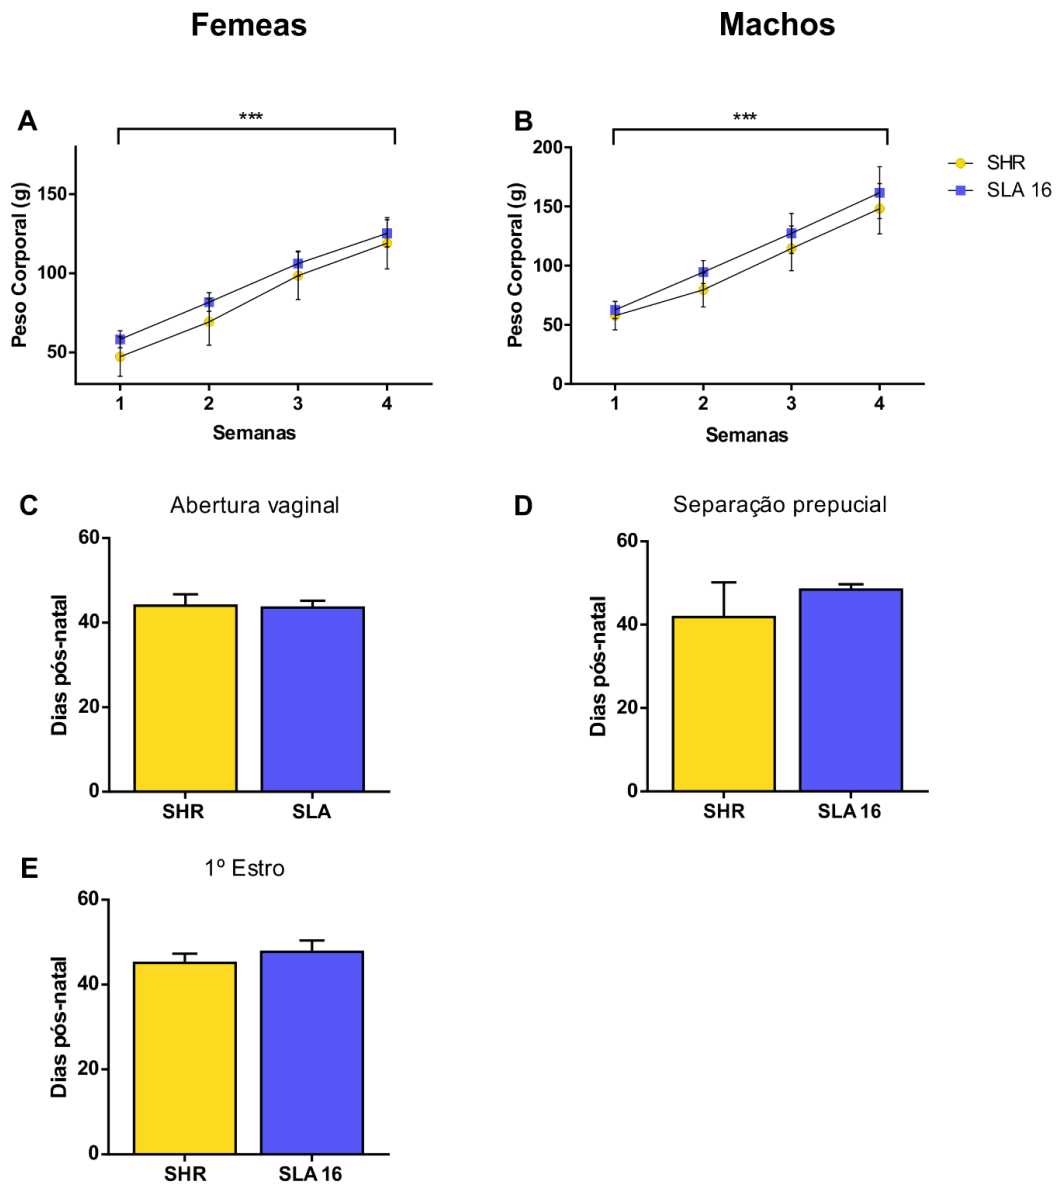 Femeas
Machos
A
***
Peso Corporal (g)
150
100
50
1 2 3 4
Semanas
B
***
Peso Corporal (g)
200
150
100
50
0
1 2 3 4
Semanas
SHR
SLA 16
C
Abertura vaginal
Dias pós-natal
60
40
20
0
SHR SLA
D
Separação prepucial
Dias pós-natal
60
40
20
0
SHR SLA 16
E
1º Estro
Dias pós-natal
60
40
20
0
SHR SLA 16